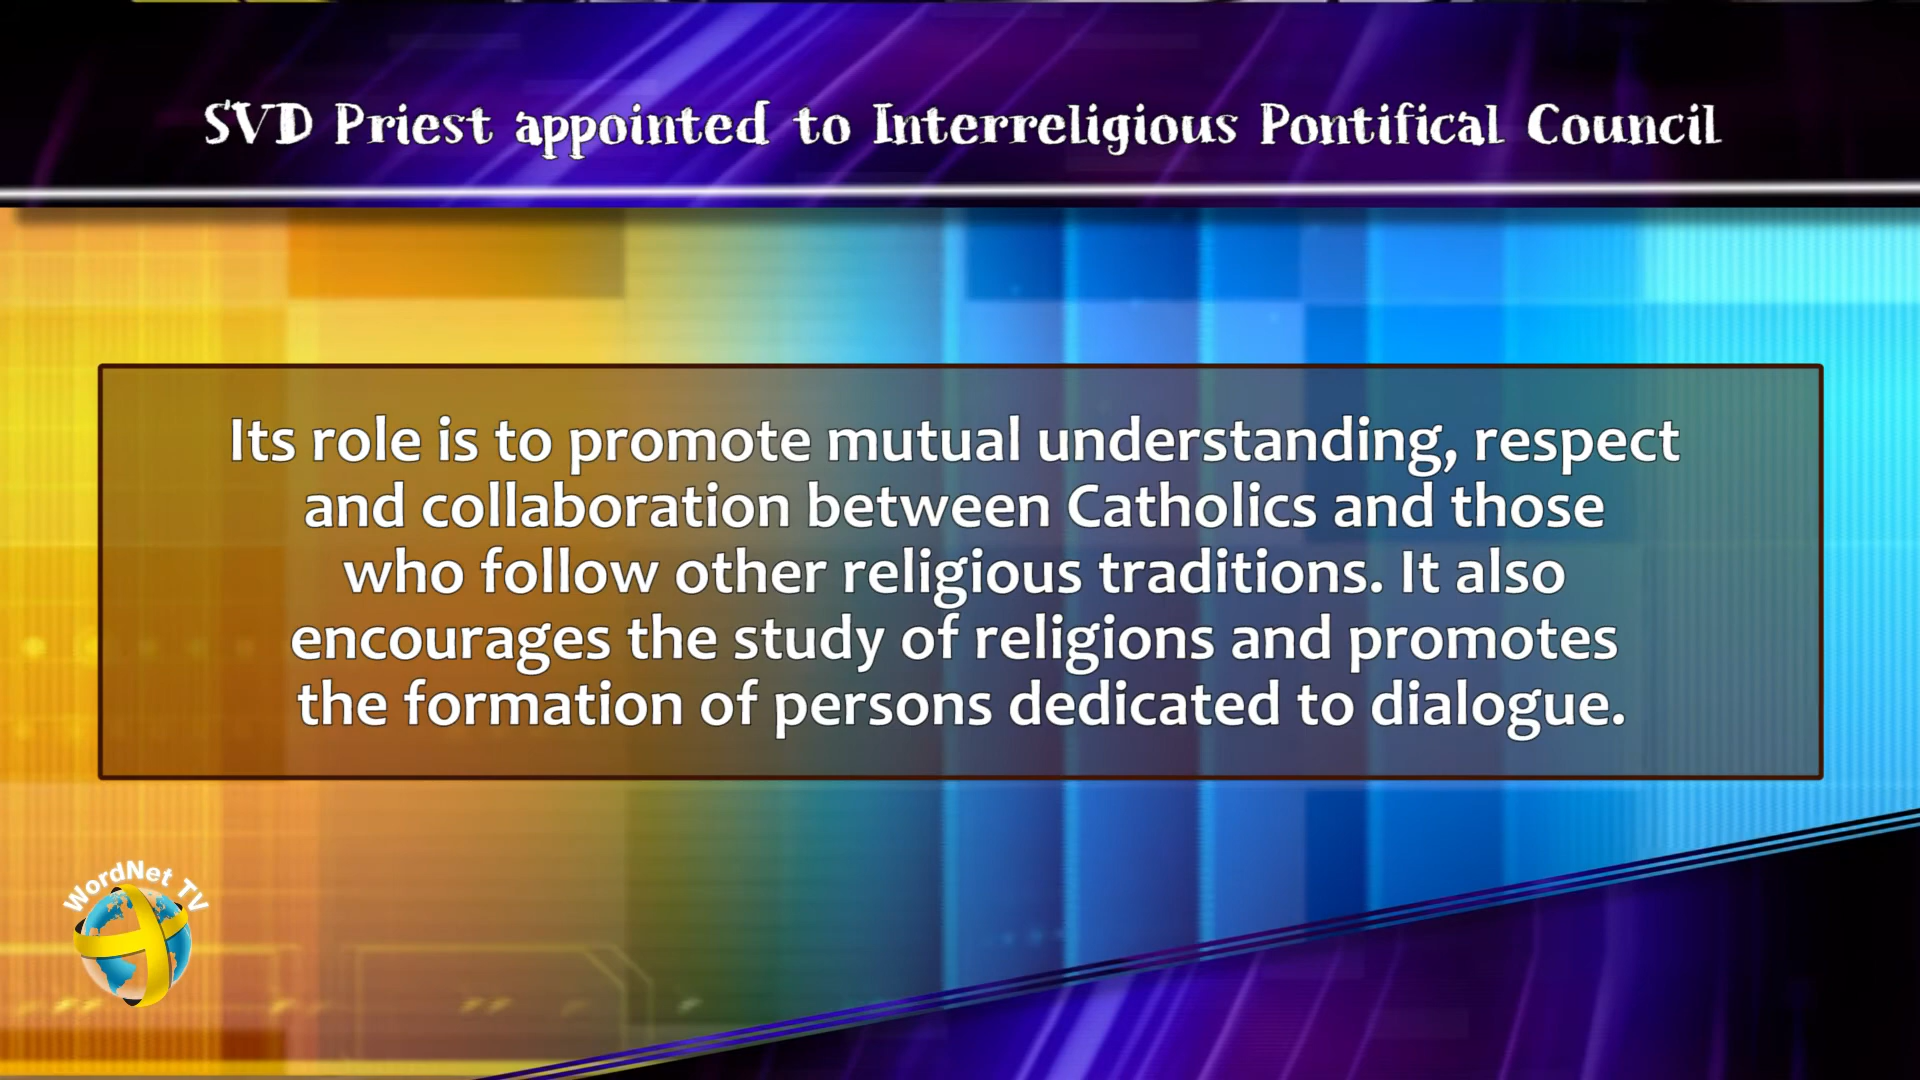 SVD Priest appointed to Interreligious Pontifical Council
Its role is to promote mutual understanding, respect
and collaboration between Catholics and those
who follow other religious traditions. It also
encourages the study of religions and promotes
the formation of persons dedicated to dialogue.
WordNet TV